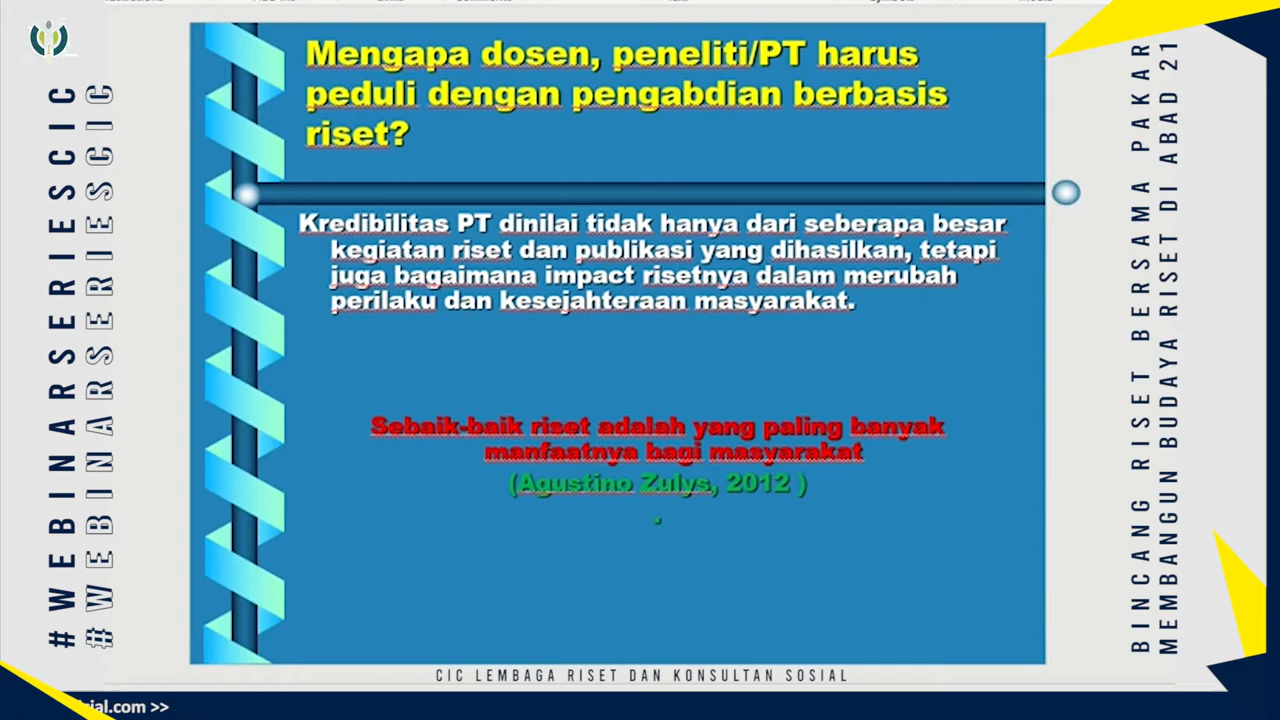 Mengapa dosen, peneliti/PT harus
peduli dengan pengabdian berbasis
riset?
Kredibilitas PT dinilai tidak hanya dari seberapa besar
kegiatan riset dan publikasi yang dihasilkan, tetapi
juga bagaimana impact risetnya dalam merubah
perilaku dan kesejahteraan masyarakat.
Sebaik-baik riset adalah yang paling banyak
manfaatnya bagi masyarakat
(Agustino Zulys, 2012 )
.
#WEBINARSERIESCIC
#WEBINARSERIESCIC
BINCANG RISET BERSAMA PAKAR
MEMBANGUN BUDAYA RISET DI ABAD 21
CIC LEMBAGA RISET DAN KONSULTAN SOSIAL
ial.com >>